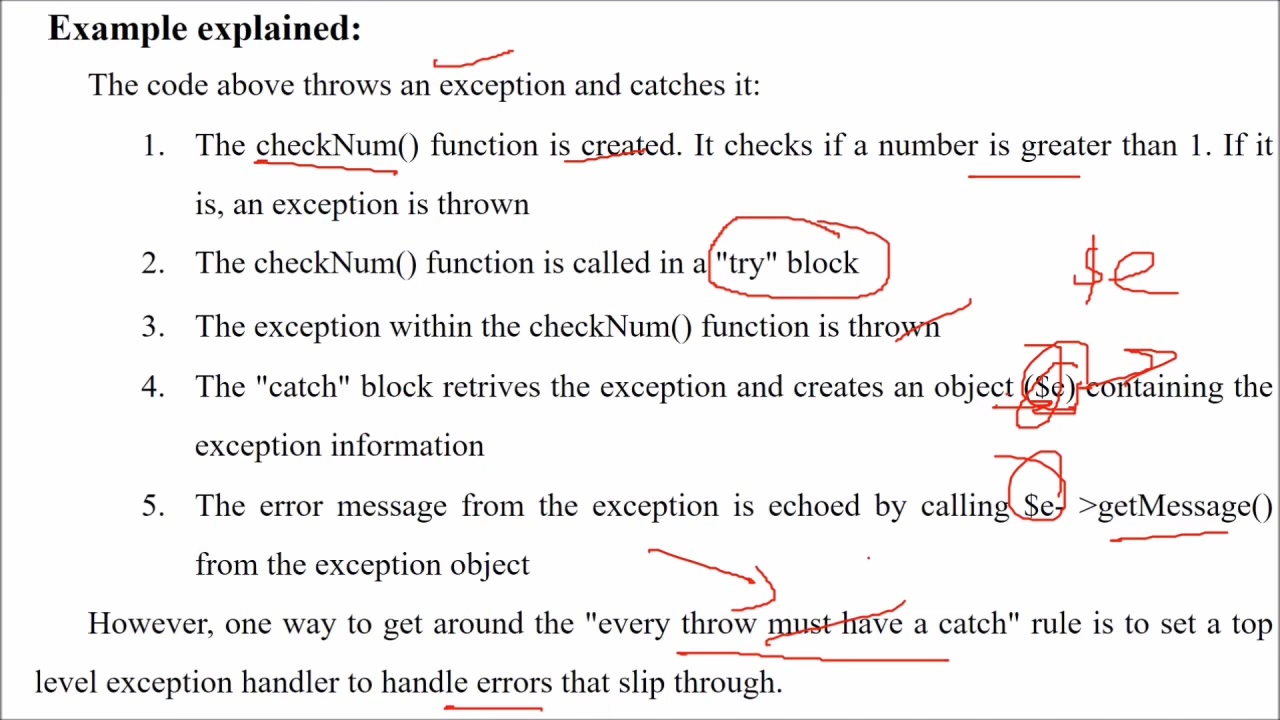 Example explained:
The code above throws an exception and catches it:
1. The checkNum() function is created. It checks if a number is greater than 1. If it
is, an exception is thrown
2. The checkNum() function is called in a "try" block
$e
3. The exception within the checkNum() function is thrown
4. The "catch" block retrives the exception and creates an object ($e) containing the
exception information
5. The error message from the exception is echoed by calling $e- >getMessage()
from the exception object
However, one way to get around the "every throw must have a catch" rule is to set a top
level exception handler to handle errors that slip through.